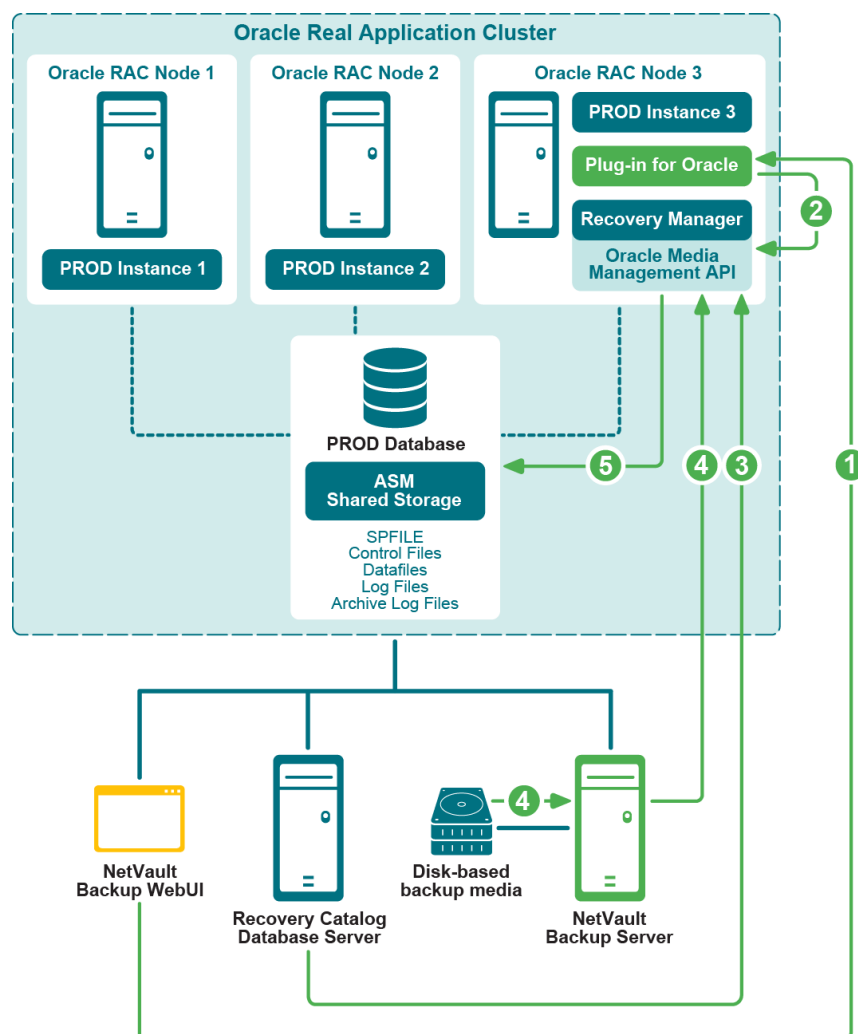 Oracle Real Application Cluster
Oracle RAC Node 1
PROD Instance 1
Oracle RAC Node 2
PROD Instance 2
Oracle RAC Node 3
PROD Instance 3
Plug-in for Oracle
Recovery Manager
Oracle Media
Management API
2
PROD Database
ASM
Shared Storage
SPFILE
Control Files
Datafiles
Log Files
Archive Log Files
5
4
3
1
NetVault
Backup WebUI
Recovery Catalog
Database Server
4
Disk-based
backup media
NetVault
Backup Server